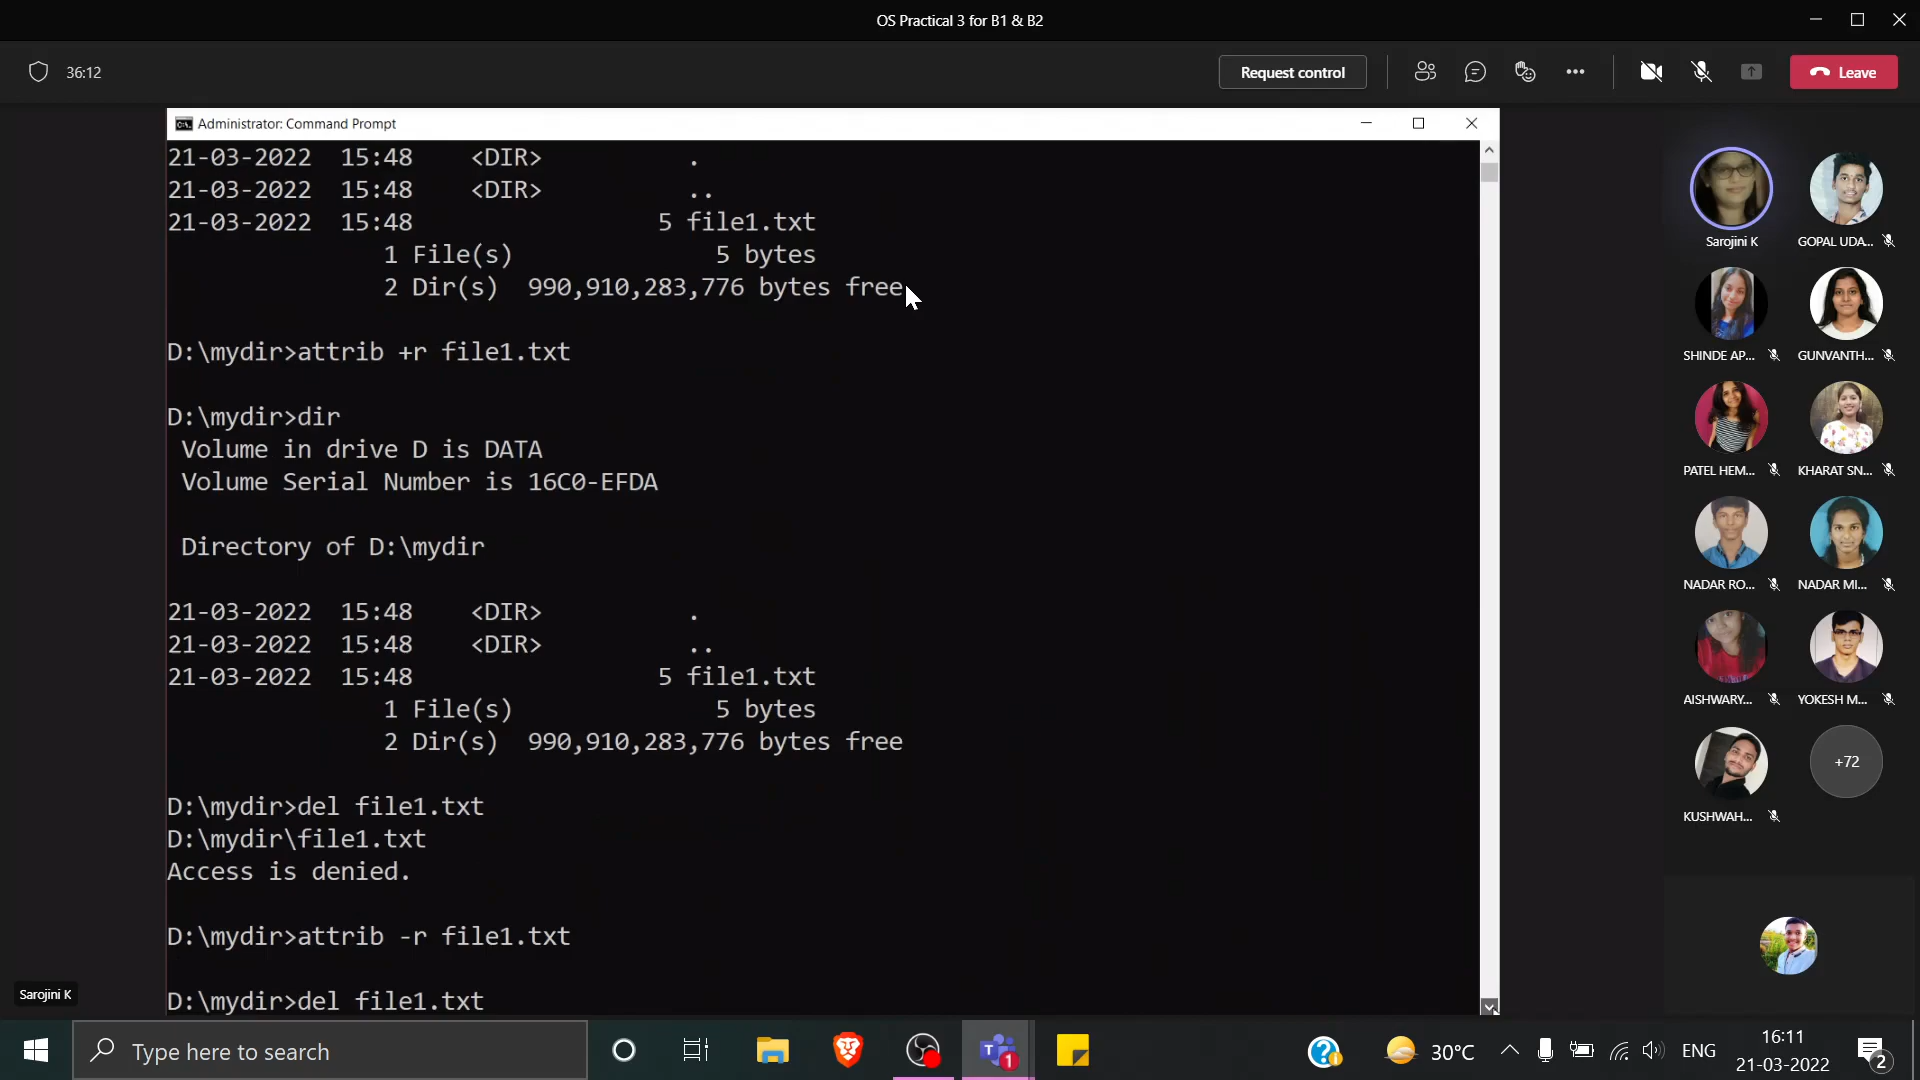 OS Practical 3 for B1 & B2
36:12
Request control
Leave
Administrator: Command Prompt
21-03-2022  15:48    <DIR>          .
21-03-2022  15:48    <DIR>          ..
21-03-2022  15:48                 5 file1.txt
1 File(s)              5 bytes
2 Dir(s)  990,910,283,776 bytes free
D:\mydir>attrib +r file1.txt
D:\mydir>dir
Volume in drive D is DATA
Volume Serial Number is 16C0-EFDA
Directory of D:\mydir
21-03-2022  15:48    <DIR>          .
21-03-2022  15:48    <DIR>          ..
21-03-2022  15:48                 5 file1.txt
1 File(s)              5 bytes
2 Dir(s)  990,910,283,776 bytes free
D:\mydir>del file1.txt
D:\mydir\file1.txt
Access is denied.
D:\mydir>attrib -r file1.txt
D:\mydir>del file1.txt
Sarojini K
GOPAL UDA...
SHINDE AP...
GUNVANTH...
PATEL HEM...
KHARAT SN...
NADAR RO...
NADAR MI...
AISHWARY...
YOKESH M...
KUSHWAH...
+72
Sarojini K
Type here to search
1
30°C
ENG
16:11
21-03-2022
2